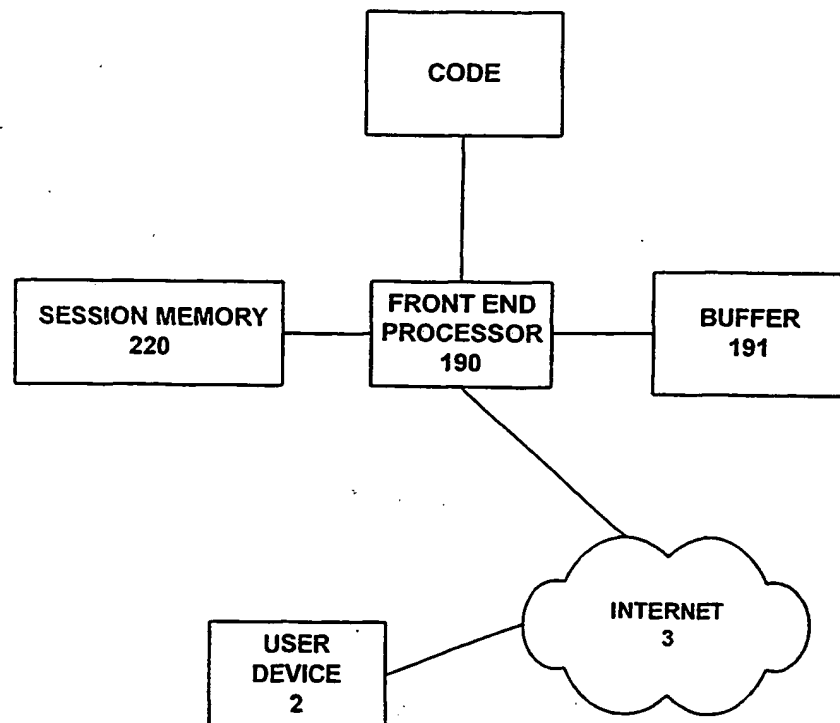 CODE
SESSION MEMORY
220
FRONT END
PROCESSOR
190
BUFFER
191
INTERNET
3
USER
DEVICE
2